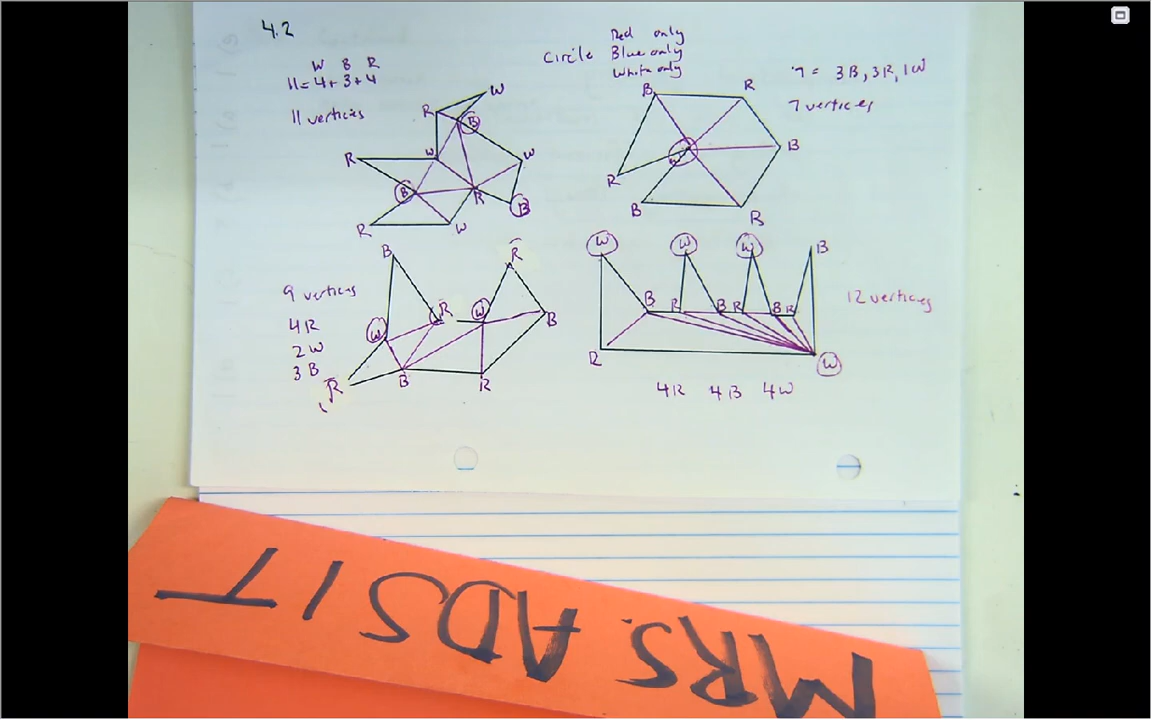 4.2
W B R
11 = 4 + 3 + 4
11 vertices
Circle
Red only
Blue only
White only
7 = 3B, 3R, 1W
7 vertices
W
R
B
W
R
W
B
R
B
R
W
B
R
B
W
R
B
B
R
9 vertices
4R
2W
3B
B
R
R
W
W
B
R
B
R
W
W
W
B
B
R
B
R
B
R
R
W
12 vertices
4R 4B 4W
MRS. ADSIT